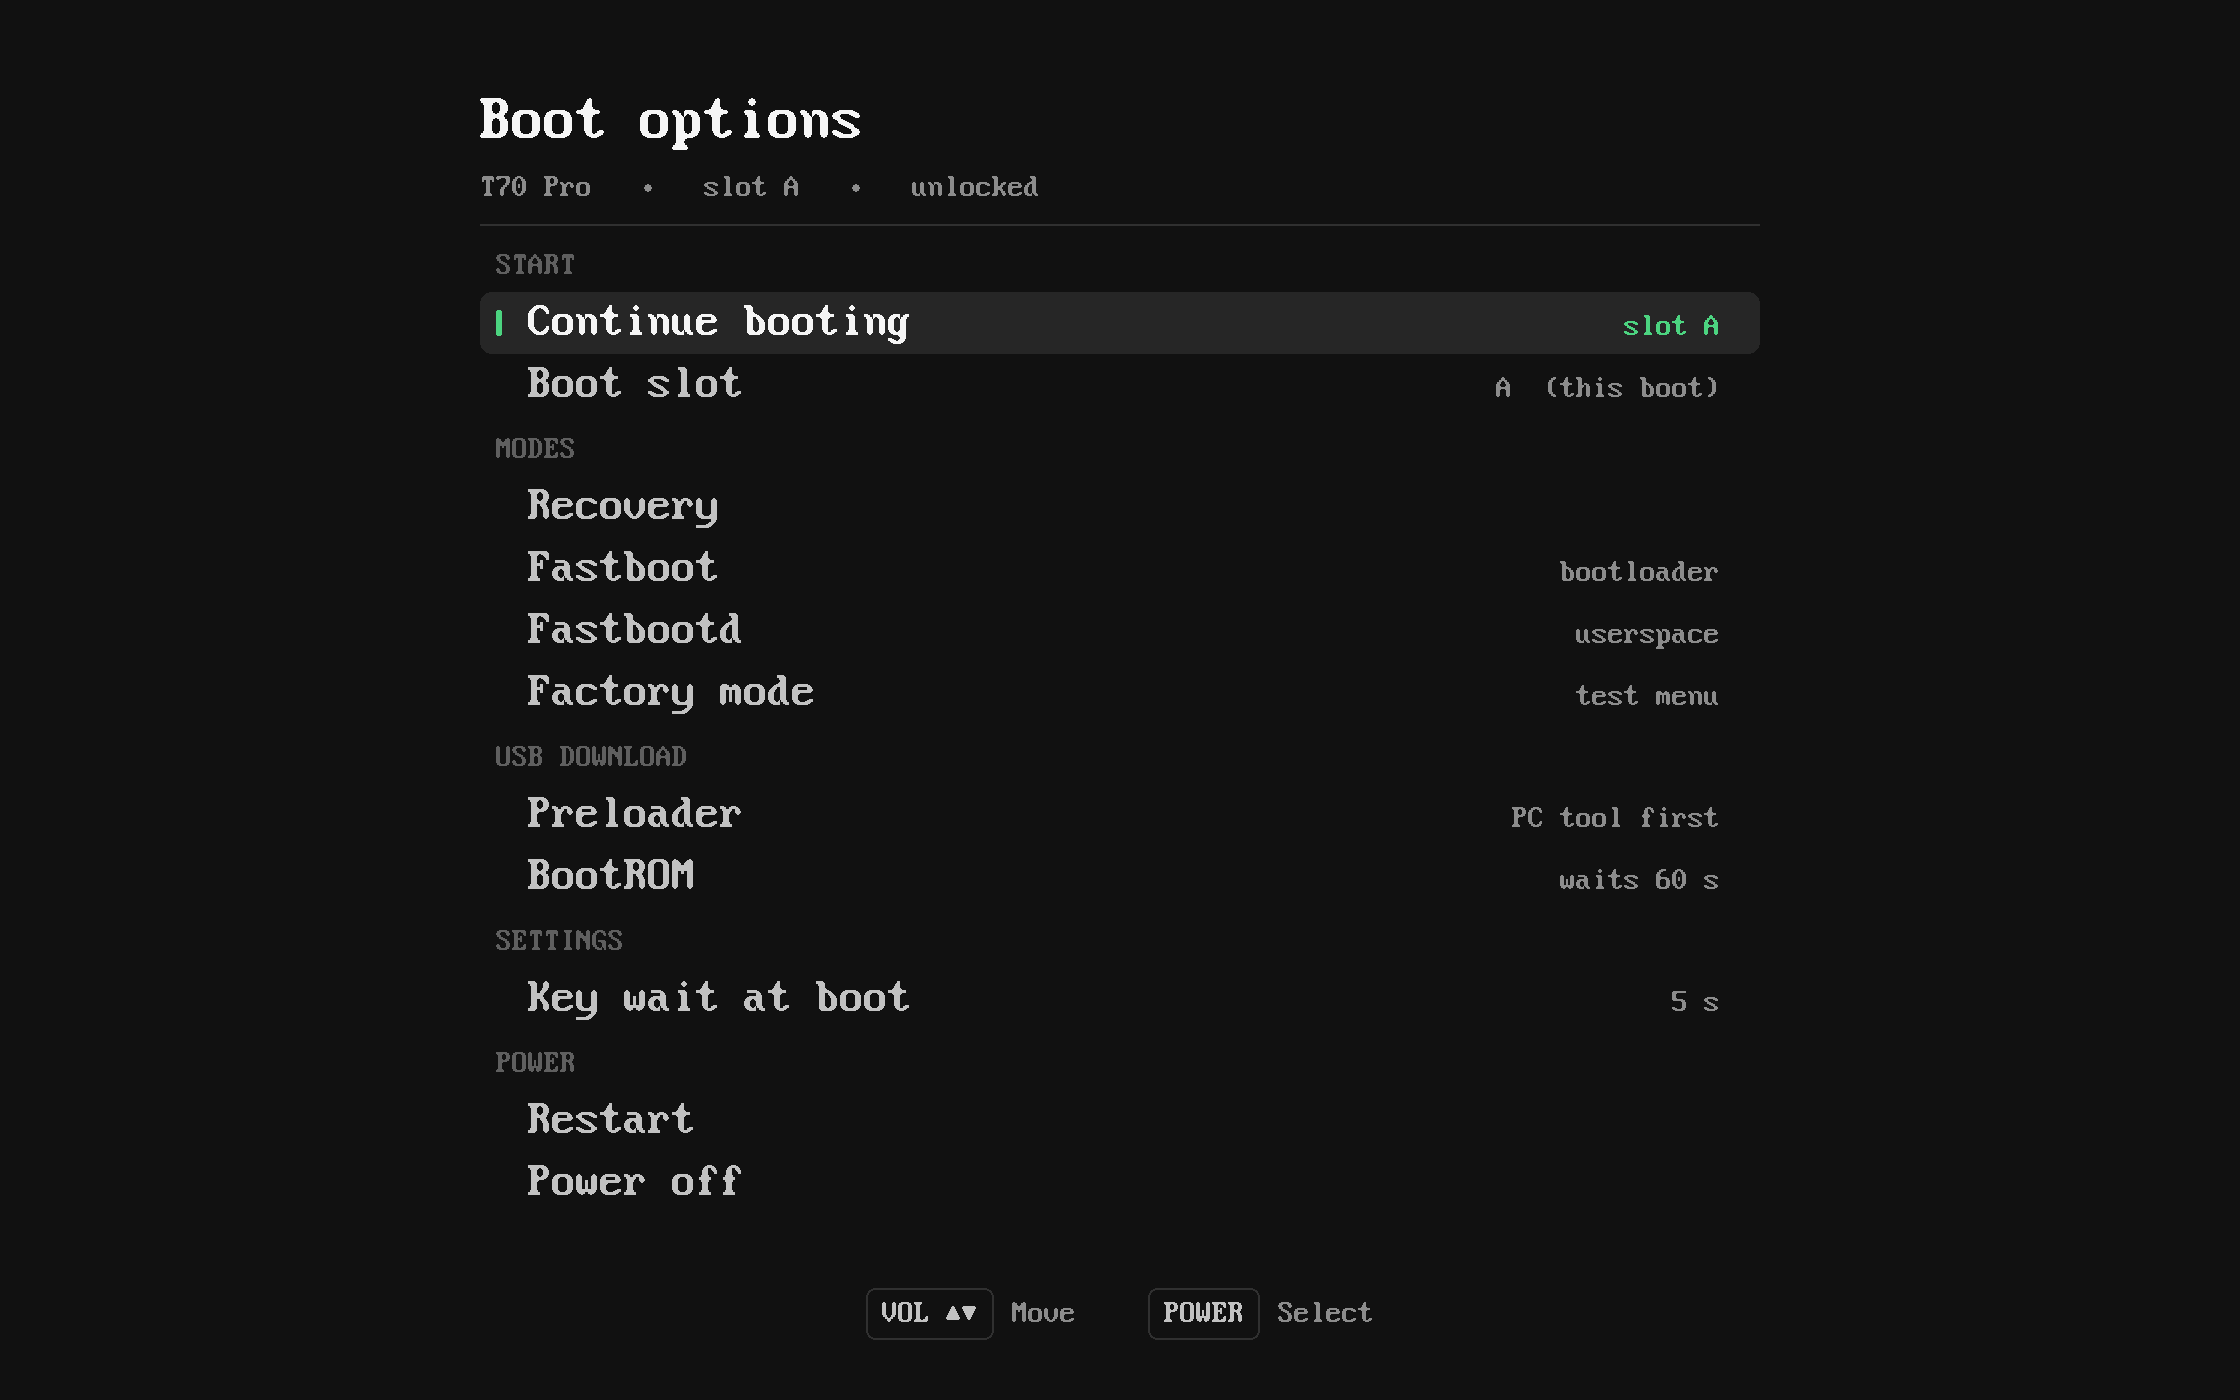 Boot options
T70 Pro • slot A • unlocked
START
Continue booting slot A
Boot slot A (this boot)
MODES
Recovery
Fastboot bootloader
Fastbootd userspace
Factory mode test menu
USB DOWNLOAD
Preloader PC tool first
BootROM waits 60 s
SETTINGS
Key wait at boot 5 s
POWER
Restart
Power off
VOL ▲▼ Move POWER Select